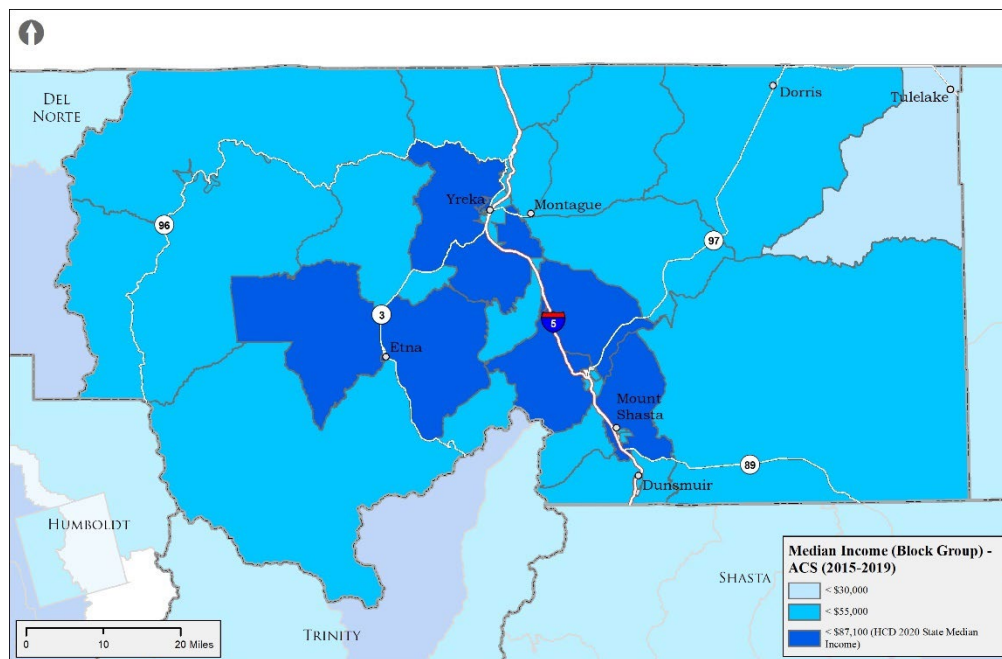 DEL
NORTE
Dorris
Tulelake
Yreka
Montague
96
97
3
5
Etna
Mount
Shasta
89
Dunsmuir
HUMBOLDT
SHASTA
TRINITY
0 10 20 Miles
Median Income (Block Group) -
ACS (2015-2019)
< $30,000
< $55,000
< $87,100 (HCD 2020 State Median
Income)